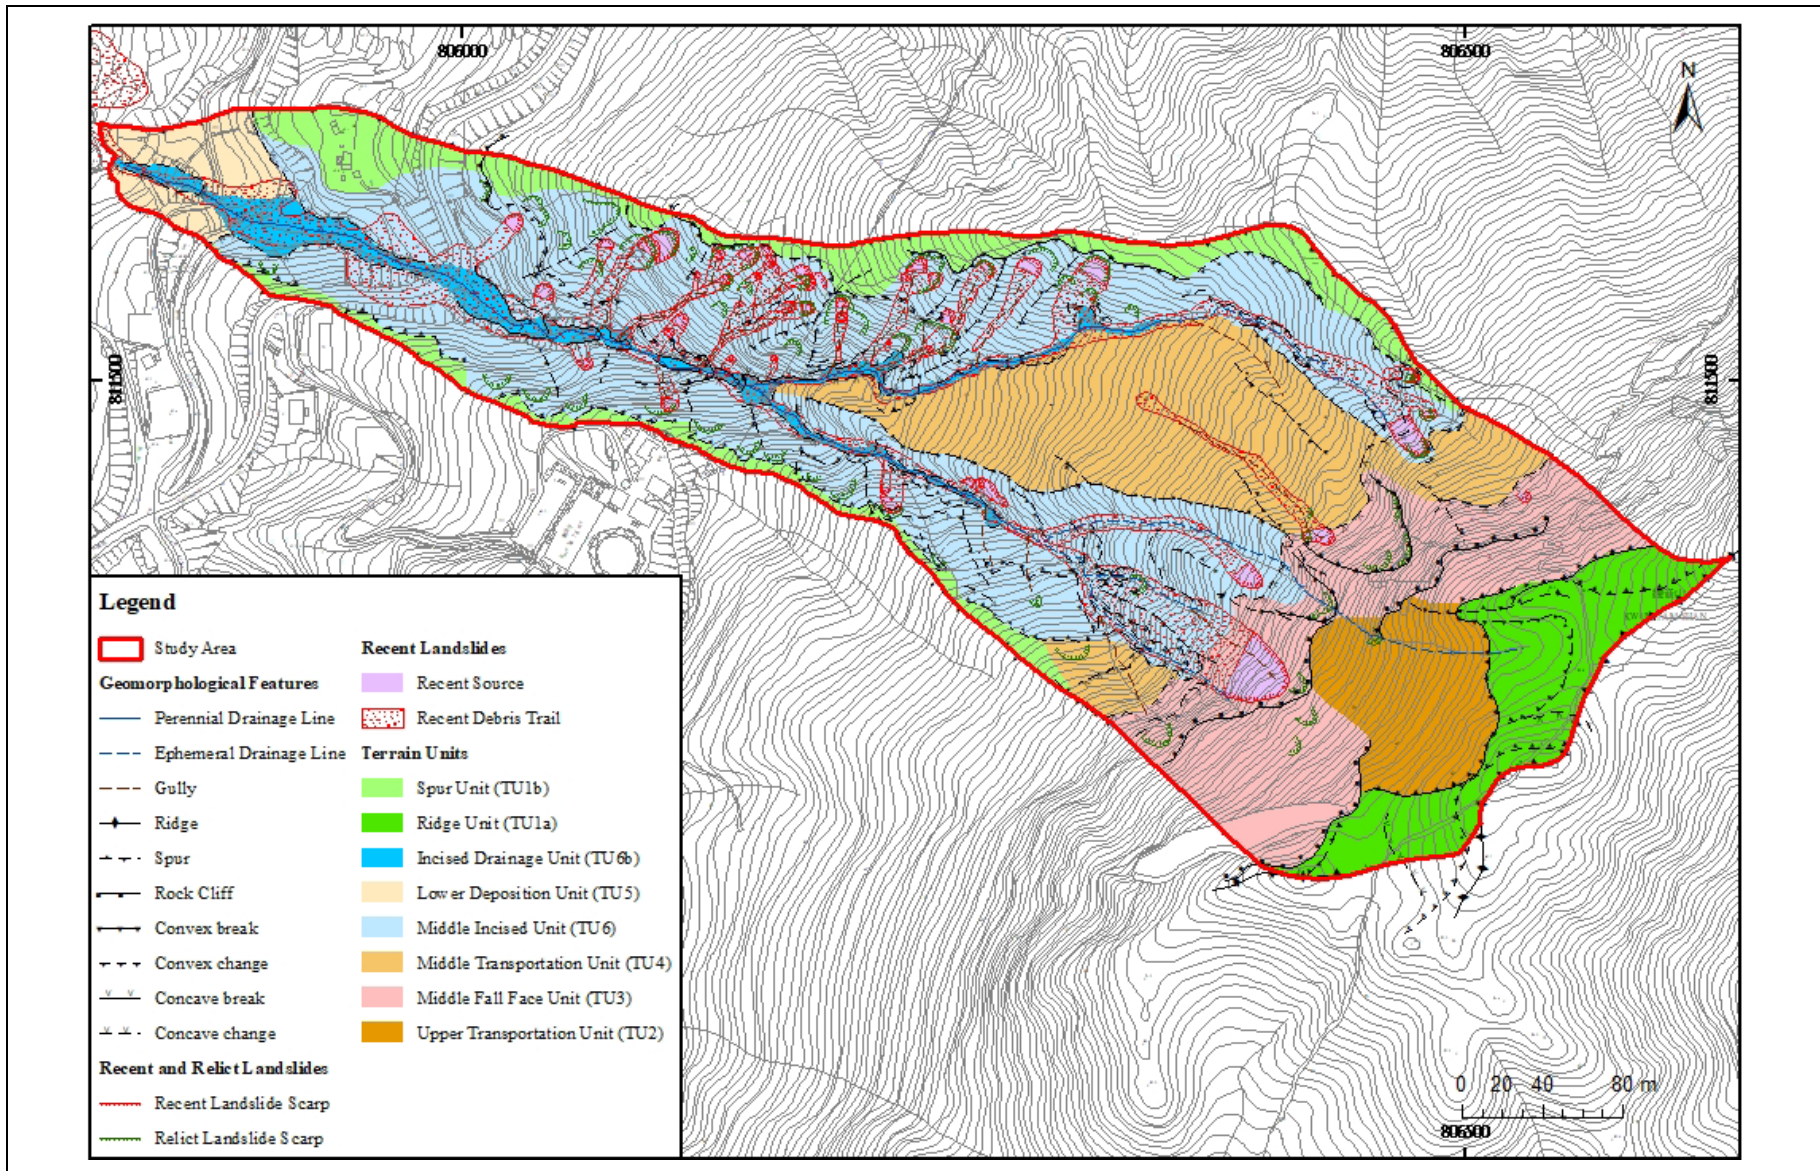 806000
806500
N
811500
811500
Legend
Study Area
Geomorphological Features
Perennial Drainage Line
Ephemeral Drainage Line
Gully
Ridge
Spur
Rock Cliff
Convex break
Convex change
Concave break
Concave change
Recent and Relict Landslides
Recent Landslide Scarp
Relict Landslide Scarp
Recent Landslides
Recent Source
Recent Debris Trail
Terrain Units
Spur Unit (TU1b)
Ridge Unit (TU1a)
Incised Drainage Unit (TU6b)
Lower Deposition Unit (TU5)
Middle Incised Unit (TU6)
Middle Transportation Unit (TU4)
Middle Fall Face Unit (TU3)
Upper Transportation Unit (TU2)
0 20 40 80 m
806500